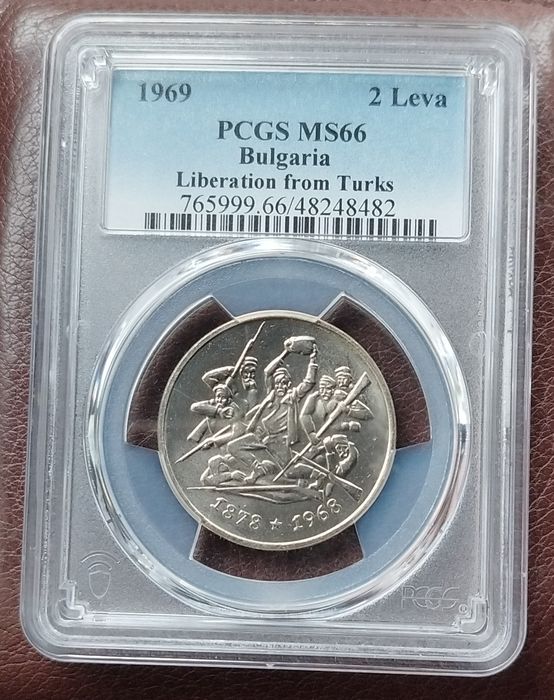 1969 2 Leva
PCGS MS66
Bulgaria
Liberation from Turks
765999.66/48248482
1878 ★ 1968
PCGS